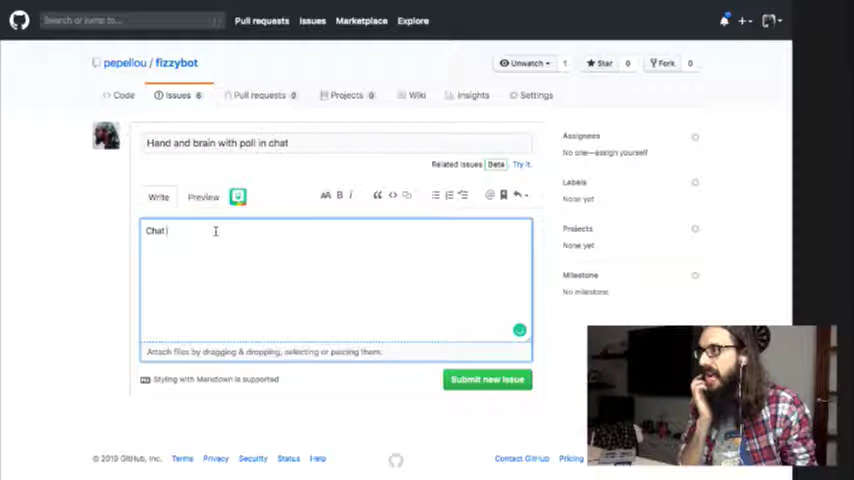 Search or jump to...
/
Pull requests Issues Marketplace Explore
pepellou / fizzybot
Unwatch 1
Star 0
Fork 0
Code
Issues 6
Pull requests 0
Projects 0
Wiki
Insights
Settings
Hand and brain with poll in chat
Related Issues Beta Try it.
Write
Preview
AA B I
Chat
Attach files by dragging & dropping, selecting or pasting them.
Styling with Markdown is supported
Submit new issue
Assignees
No one—assign yourself
Labels
None yet
Projects
None yet
Milestone
No milestone
© 2019 GitHub, Inc. Terms Privacy Security Status Help
Contact GitHub Pricing